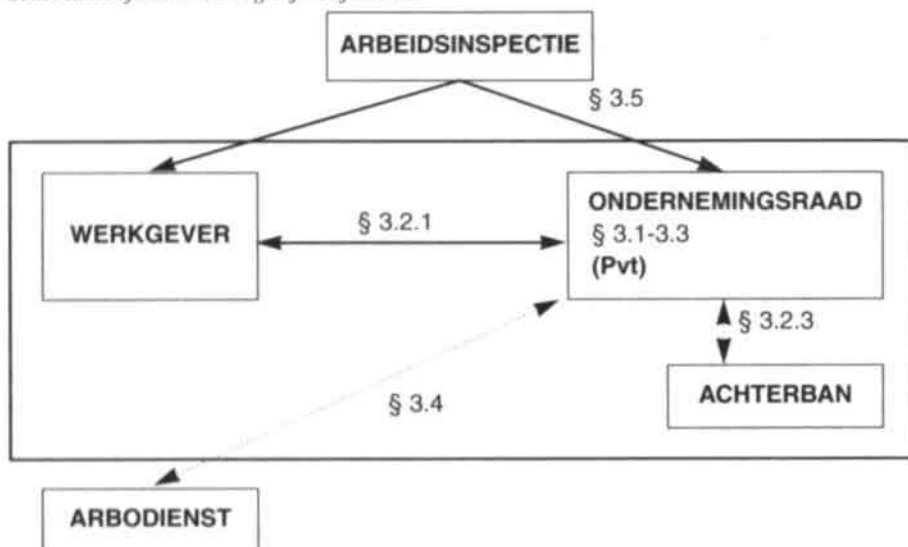 ARBEIDSINSPECTIE
§ 3.5
WERKGEVER
§ 3.2.1
ONDERNEMINGSRAAD
§ 3.1-3.3
(Pvt)
§ 3.2.3
ACHTERBAN
§ 3.4
ARBODIENST